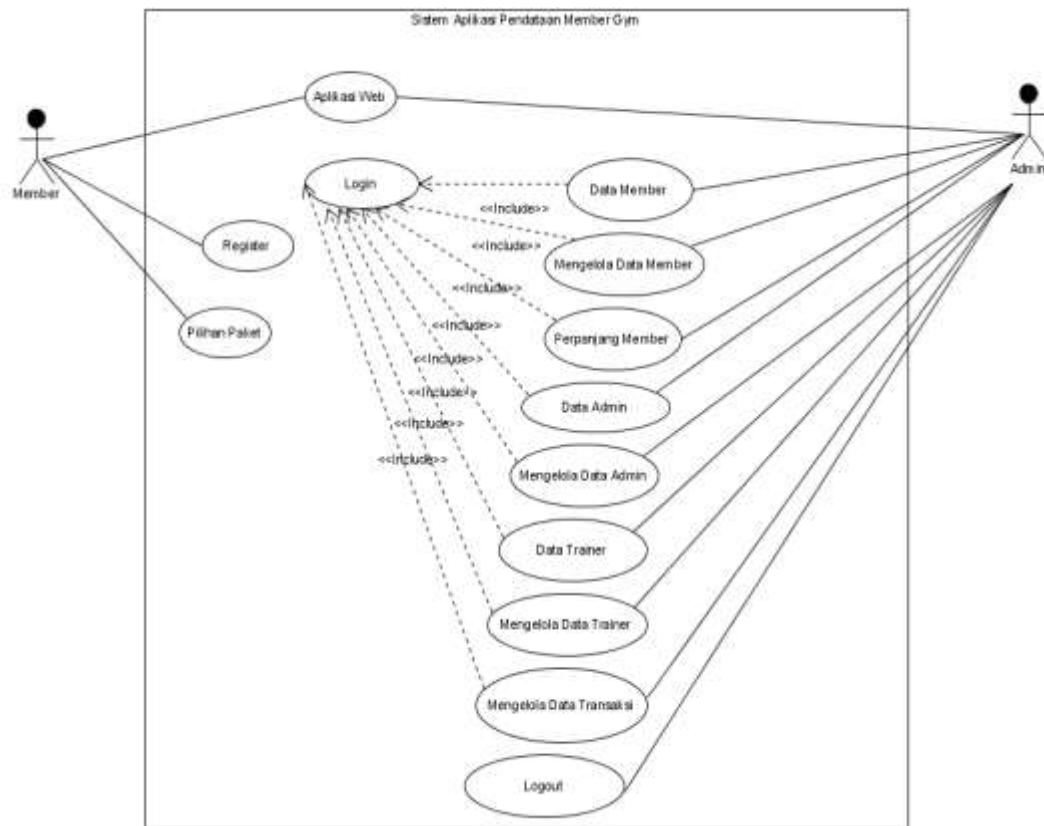 Sistem Aplikasi Pendataan Member Gym
Aplikasi Web
Member
Admin
Login
Data Member
<<Include>>
Register
<<Include>>
Mengelola Data Member
<<Include>>
Pilihan Paket
<<Include>>
Perpanjang Member
<<Include>>
<<Include>>
Data Admin
<<Include>>
<<Include>>
Mengelola Data Admin
Data Trainer
Mengelola Data Trainer
Mengelola Data Transaksi
Logout